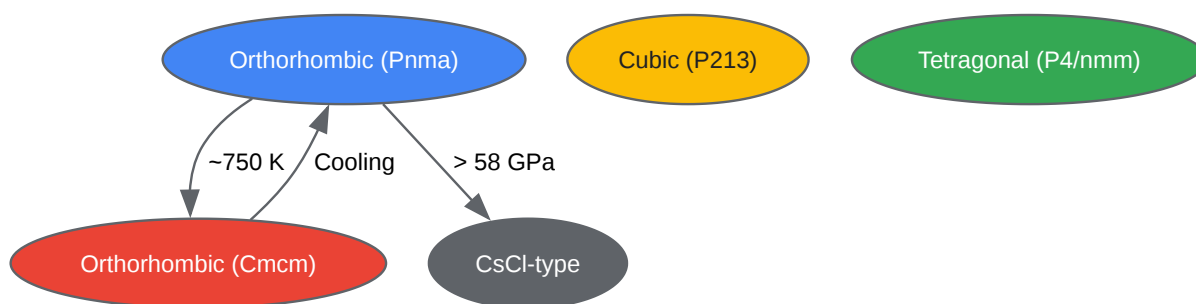 Orthorhombic (Pnma)
Cubic (P213)
Tetragonal (P4/nmm)
~750 K
Cooling
> 58 GPa
Orthorhombic (Cmcm)
CsCl-type